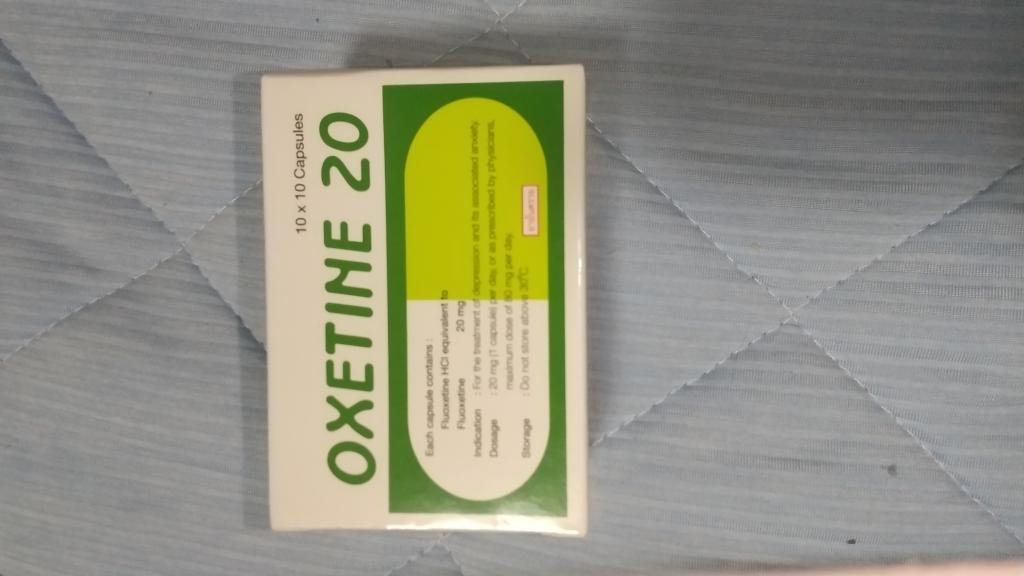 10 x 10 Capsules
OXETINE 20
Each capsule contains :
Fluoxetine HCl equivalent to
Fluoxetine 20 mg
Indication : For the treatment of depression and its associated anxiety.
Dosage : 20 mg (1 capsule) per day, or as prescribed by physicians,
maximum dose of 80 mg per day.
Storage : Do not store above 30°C